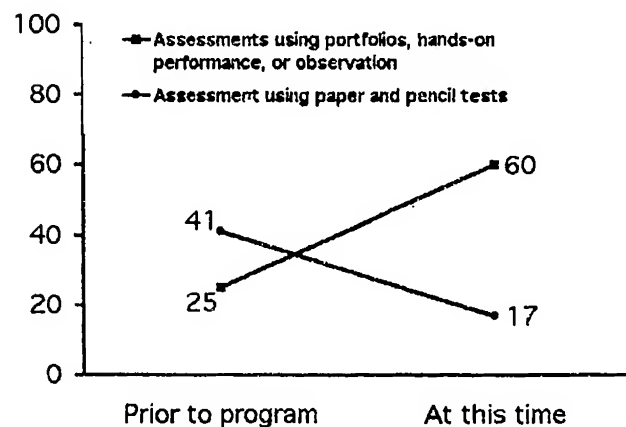 100
Assessments using portfolios, hands-on
performance, or observation
80
Assessment using paper and pencil tests
60
60
41
40
25
20
17
0
Prior to program At this time